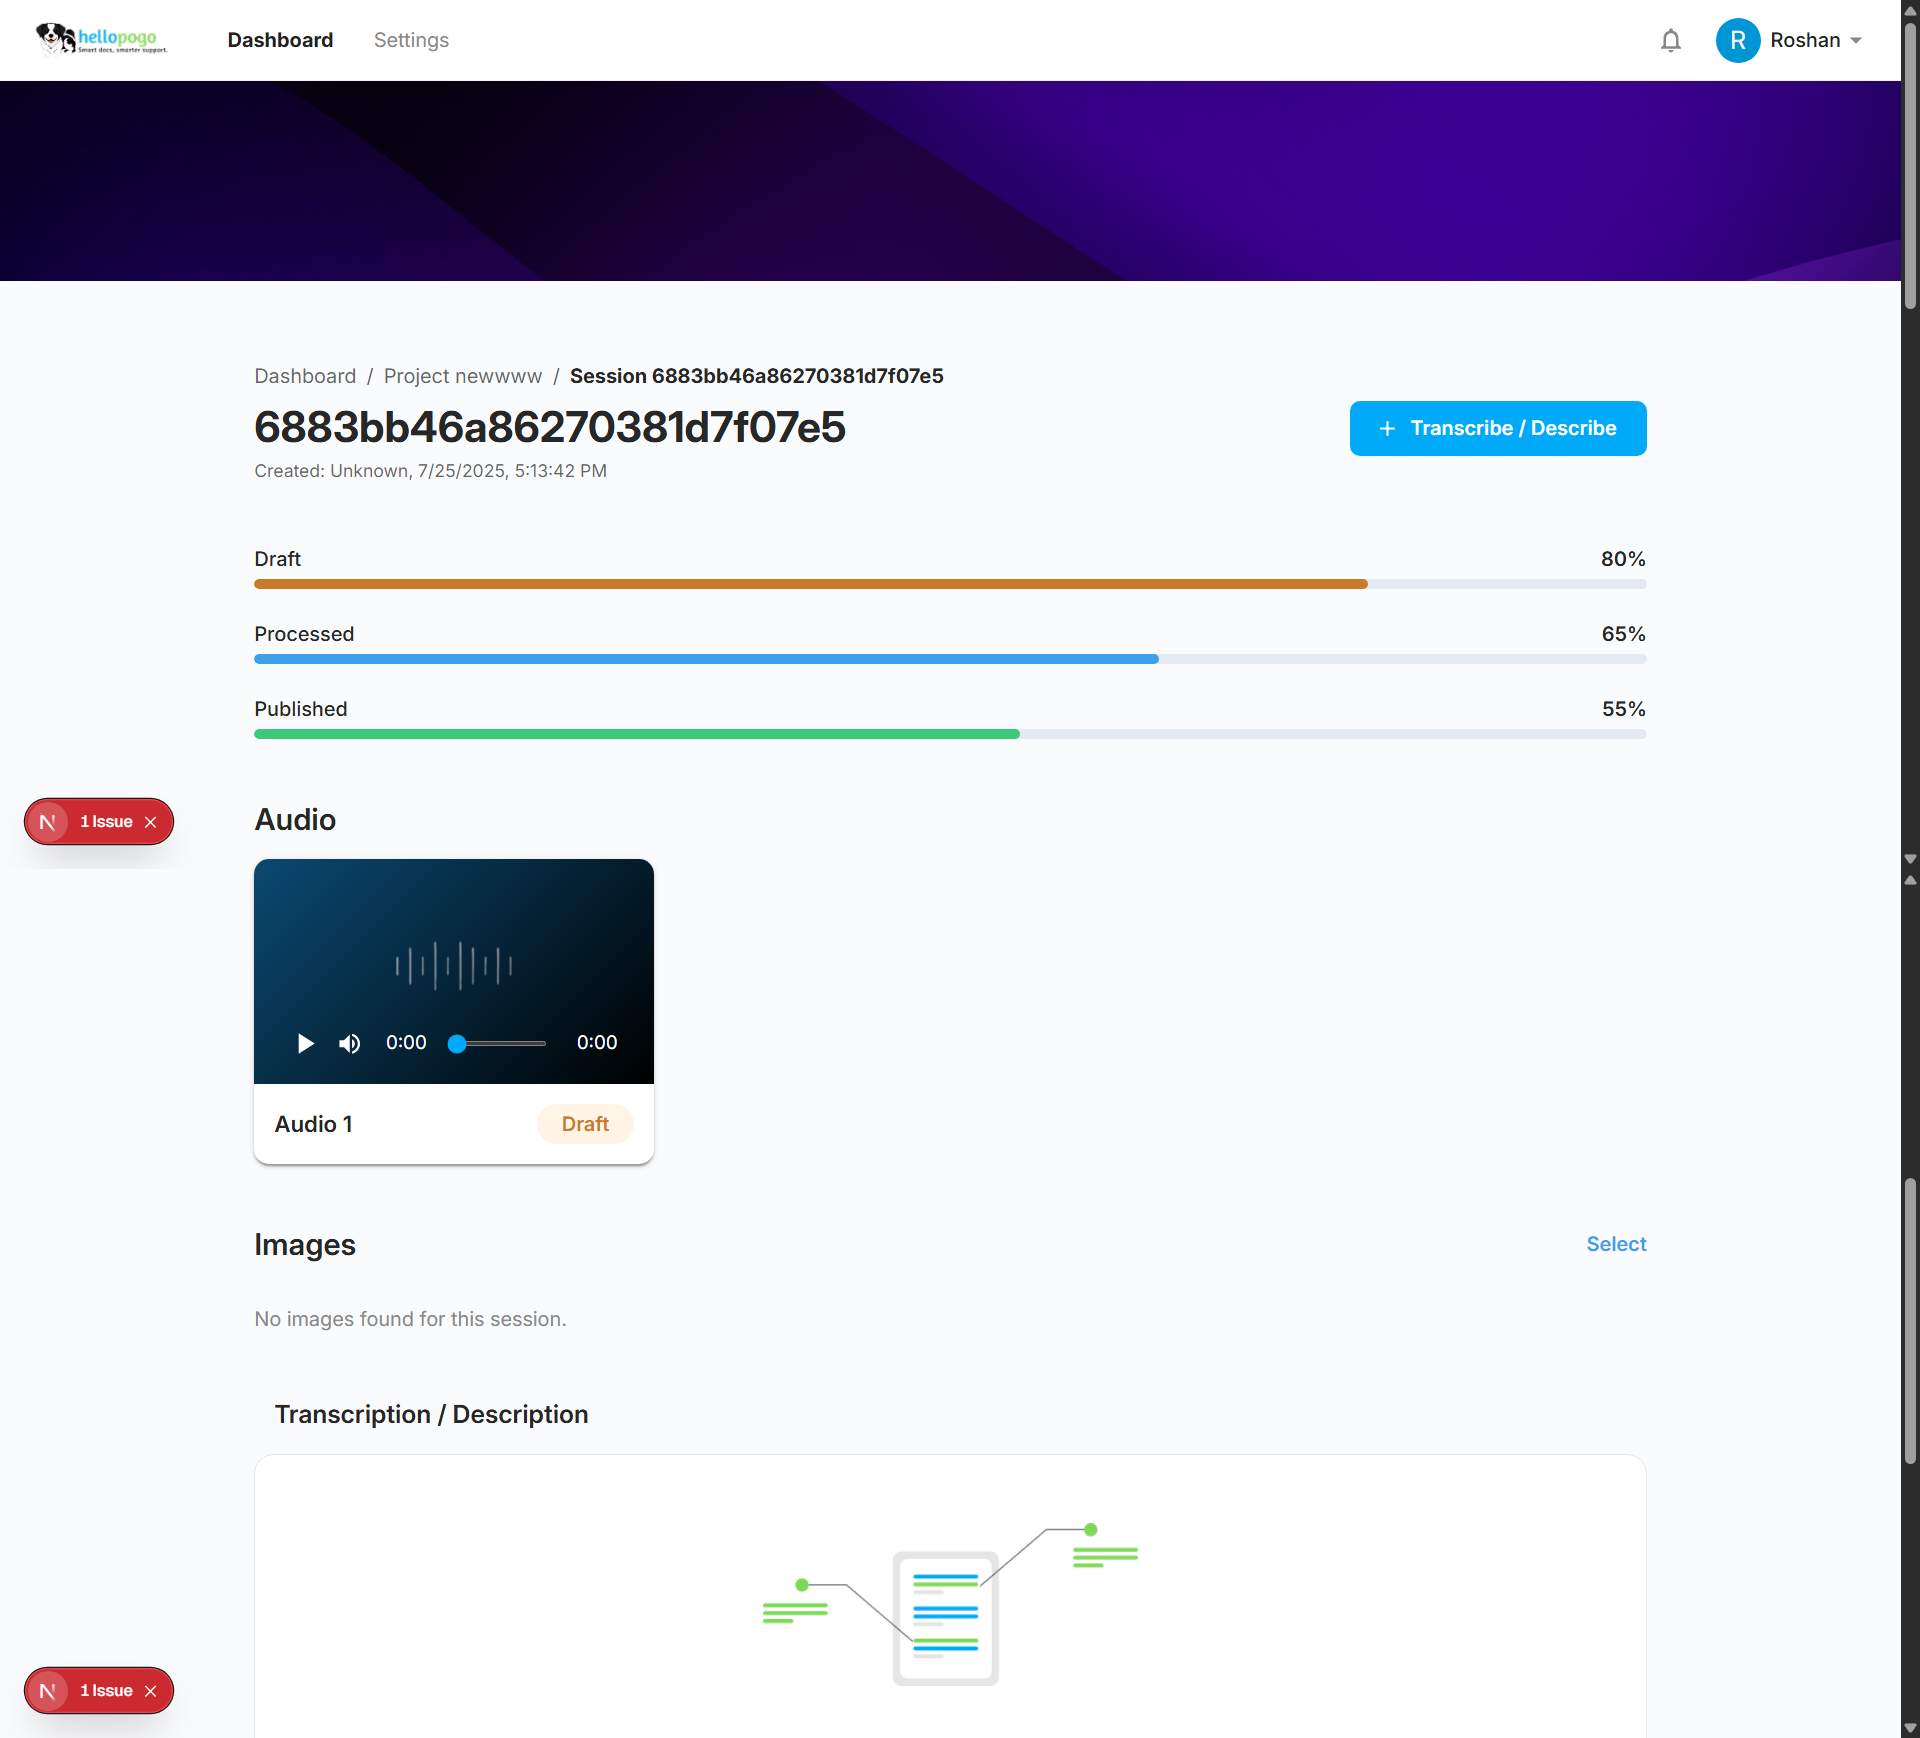 hellopogo
Smart docs, smarter support.
Dashboard
Settings
R
Roshan
Dashboard / Project newwww / Session 6883bb46a86270381d7f07e5
6883bb46a86270381d7f07e5
+ Transcribe / Describe
Created: Unknown, 7/25/2025, 5:13:42 PM
Draft
80%
Processed
65%
Published
55%
N 1 Issue
Audio
0:00
0:00
Audio 1
Draft
Images
Select
No images found for this session.
Transcription / Description
N 1 Issue